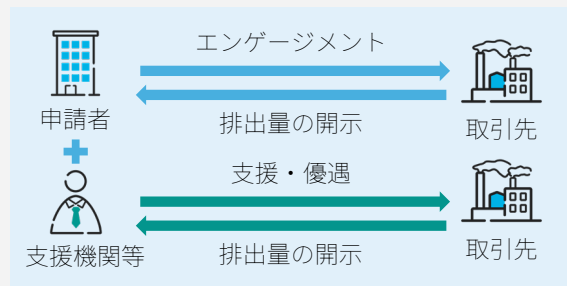 エンゲージメント
申請者
排出量の開示
取引先
支援・優遇
支援機関等
排出量の開示
取引先